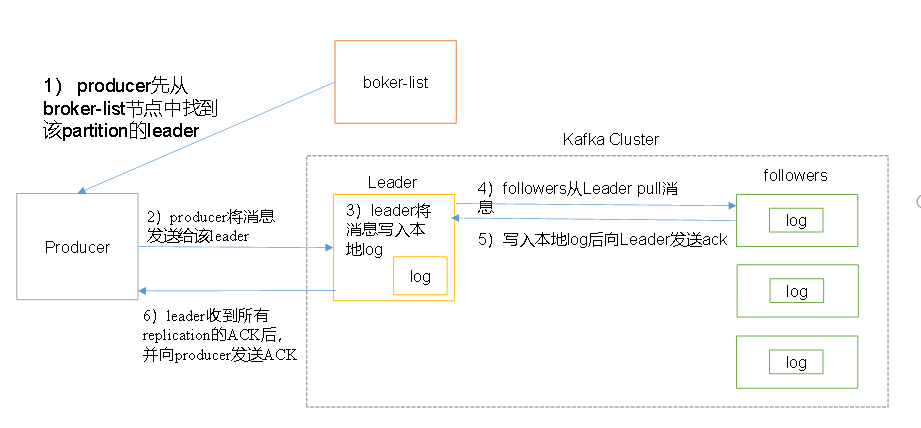 boker-list
1） producer先从
broker-list节点中找到
该partition的leader
Kafka Cluster
Producer
2）producer将消息
发送给该leader
Leader
3）leader将
消息写入本
地log
log
4）followers从Leader pull消
息
5）写入本地log后向Leader发送ack
followers
log
log
log
6）leader收到所有
replication的ACK后，
并向producer发送ACK